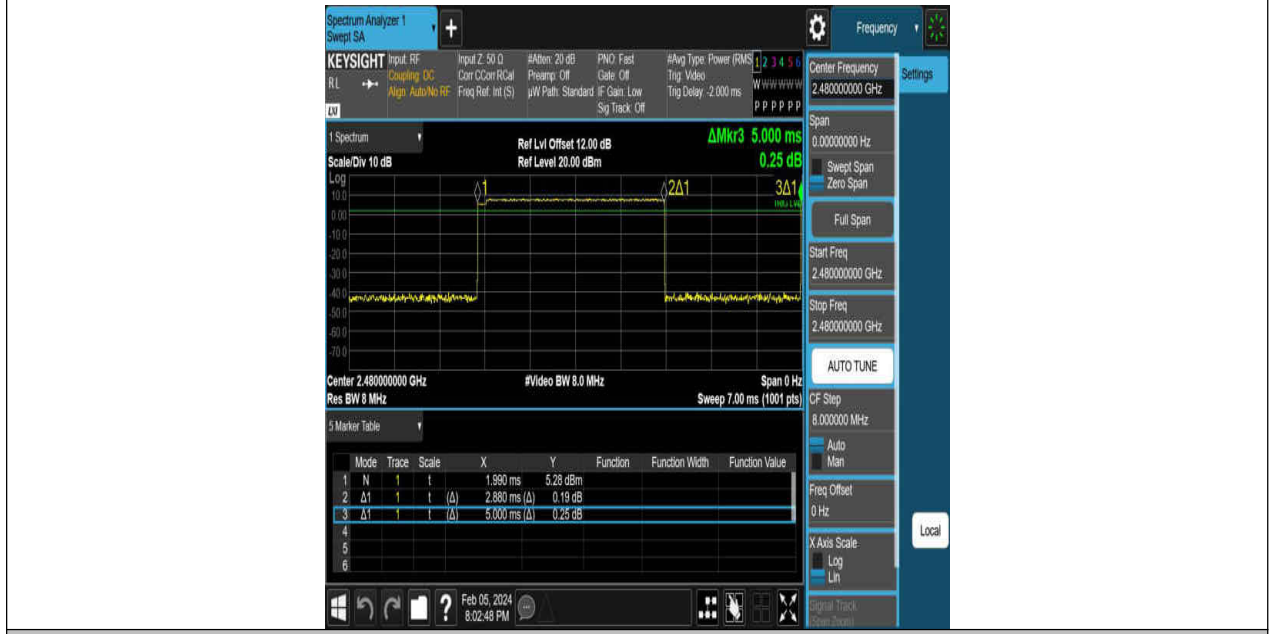 Spectrum Analyzer 1
Swept SA
+
Frequency
KEYSIGHT
RL
LXI
Input: RF
Coupling: DC
Align: Auto/No RF
Input Z: 50 Ω
Corr CCorr RCal
Freq Ref: Int (S)
#Atten: 20 dB
Preamp: Off
µW Path: Standard
PNO: Fast
Gate: Off
IF Gain: Low
Sig Track: Off
#Avg Type: Power (RMS
Trig: Video
Trig Delay: -2.000 ms
1 2 3 4 5 6
W W W W W W
P P P P P P
Center Frequency
2.480000000 GHz
Settings
1 Spectrum
Ref Lvl Offset 12.00 dB
ΔMkr3 5.000 ms
Scale/Div 10 dB
Ref Level 20.00 dBm
0.25 dB
Log
1
2Δ1
3Δ1
10.0
0.00
-10.0
-20.0
-30.0
-40.0
-50.0
-60.0
-70.0
Center 2.480000000 GHz
#Video BW 8.0 MHz
Span 0 Hz
Res BW 8 MHz
Sweep 7.00 ms (1001 pts)
Span
0.00000000 Hz
Swept Span
Zero Span
Full Span
Start Freq
2.480000000 GHz
Stop Freq
2.480000000 GHz
AUTO TUNE
CF Step
8.000000 MHz
Auto
Man
Freq Offset
0 Hz
X Axis Scale
Log
Lin
Signal Track
(Span Zoom)
Local
5 Marker Table
Mode Trace Scale X Y Function Function Width Function Value
1 N 1 t 1.990 ms 5.28 dBm
2 Δ1 1 t (Δ) 2.880 ms (Δ) 0.19 dB
3 Δ1 1 t (Δ) 5.000 ms (Δ) 0.25 dB
4
5
6
?
Feb 05, 2024
8:02:48 PM